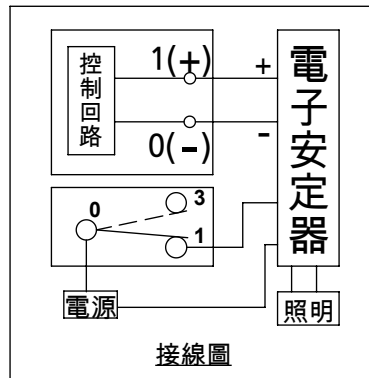 控制回路
1(+)
0(-)
+
-
電子安定器
0
3
1
電源
照明
接線圖